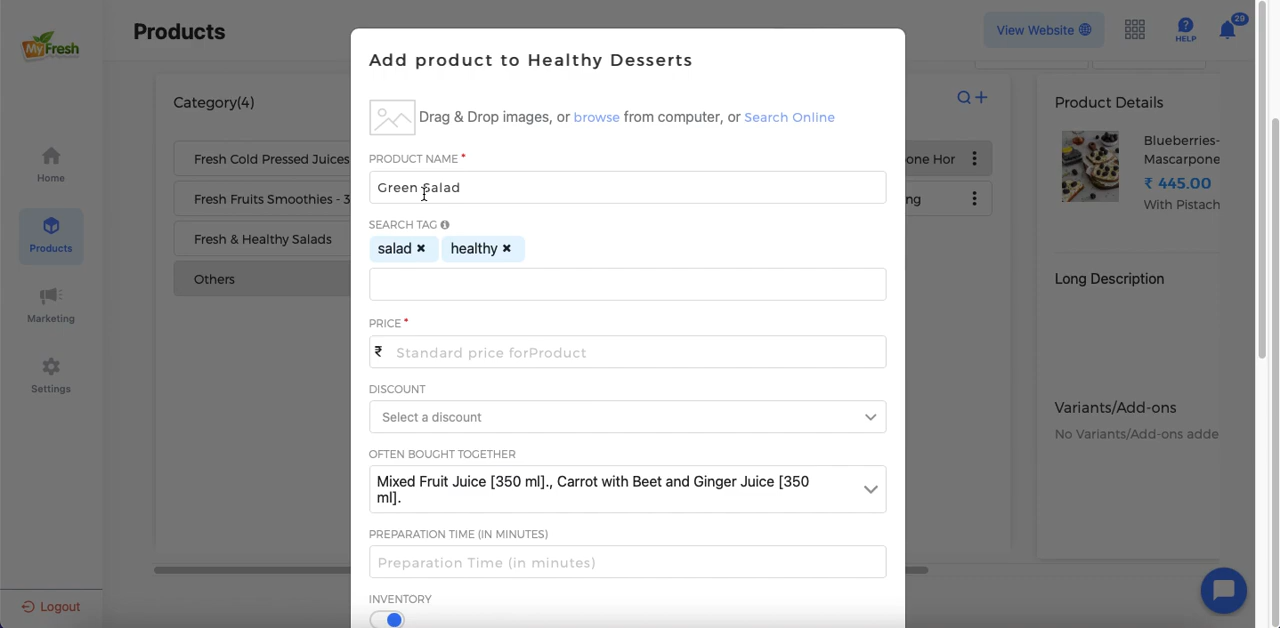 MyFresh
Products
View Website
HELP
29
Add product to Healthy Desserts
Drag & Drop images, or browse from computer, or Search Online
PRODUCT NAME *
Green Salad
SEARCH TAG
salad ✖ healthy ✖
PRICE *
₹ Standard price forProduct
DISCOUNT
Select a discount
OFTEN BOUGHT TOGETHER
Mixed Fruit Juice [350 ml]., Carrot with Beet and Ginger Juice [350
ml].
PREPARATION TIME (IN MINUTES)
Preparation Time (in minutes)
INVENTORY
Category(4)
Fresh Cold Pressed Juices
Fresh Fruits Smoothies - 3
Fresh & Healthy Salads
Others
one Hor
ng
Product Details
Blueberries-
Mascarpone
₹ 445.00
With Pistach
Long Description
Variants/Add-ons
No Variants/Add-ons adde
Home
Products
Marketing
Settings
Logout